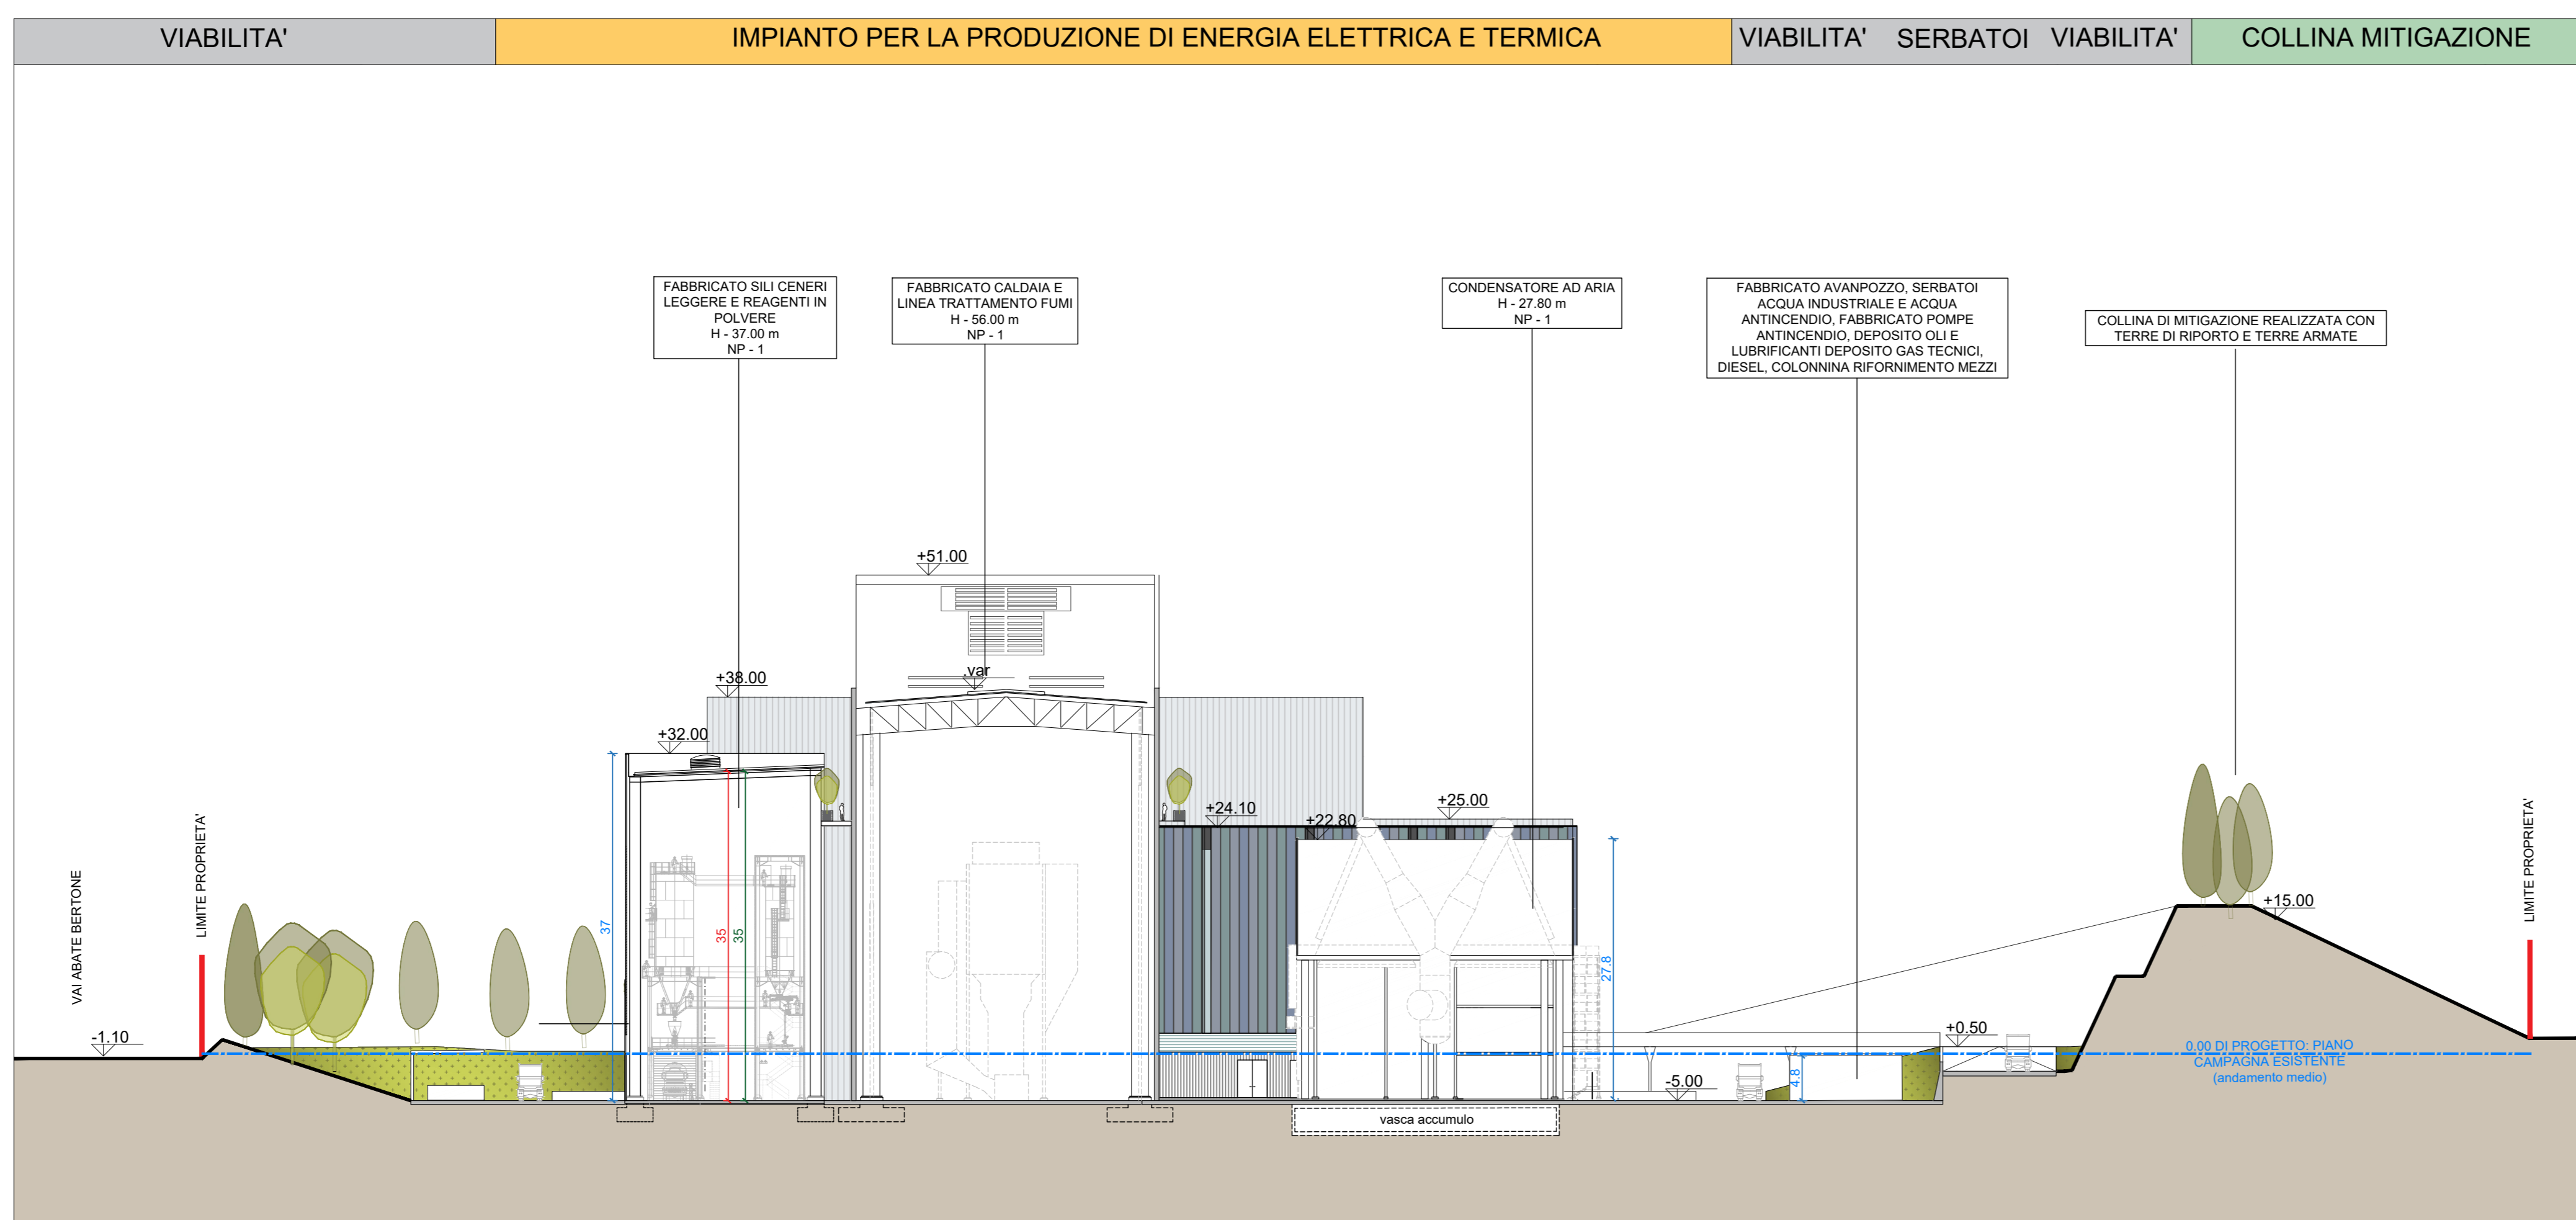 VIABILITA'
IMPIANTO PER LA PRODUZIONE DI ENERGIA ELETTRICA E TERMICA
VIABILITA'
SERBATOI
VIABILITA'
COLLINA MITIGAZIONE
FABBRICATO SILI CENERI
LEGGERE E REAGENTI IN
POLVERE
H - 37.00 m
NP - 1
FABBRICATO CALDAIA E
LINEA TRATTAMENTO FUMI
H - 56.00 m
NP - 1
CONDENSATORE AD ARIA
H - 27.80 m
NP - 1
FABBRICATO AVANPOZZO, SERBATOI
ACQUA INDUSTRIALE E ACQUA
ANTINCENDIO, FABBRICATO POMPE
ANTINCENDIO, DEPOSITO OLI E
LUBRIFICANTI DEPOSITO GAS TECNICI,
DIESEL, COLONNINA RIFORNIMENTO MEZZI
COLLINA DI MITIGAZIONE REALIZZATA CON
TERRE DI RIPORTO E TERRE ARMATE
+51.00
+38.00
.var
+32.00
+24.10
+22.80
+25.00
+15.00
VAI ABATE BERTONE
LIMITE PROPRIETA'
LIMITE PROPRIETA'
37
35
35
27.8
-1.10
+0.50
0.00 DI PROGETTO: PIANO
CAMPAGNA ESISTENTE
(andamento medio)
4.8
-5.00
vasca accumulo